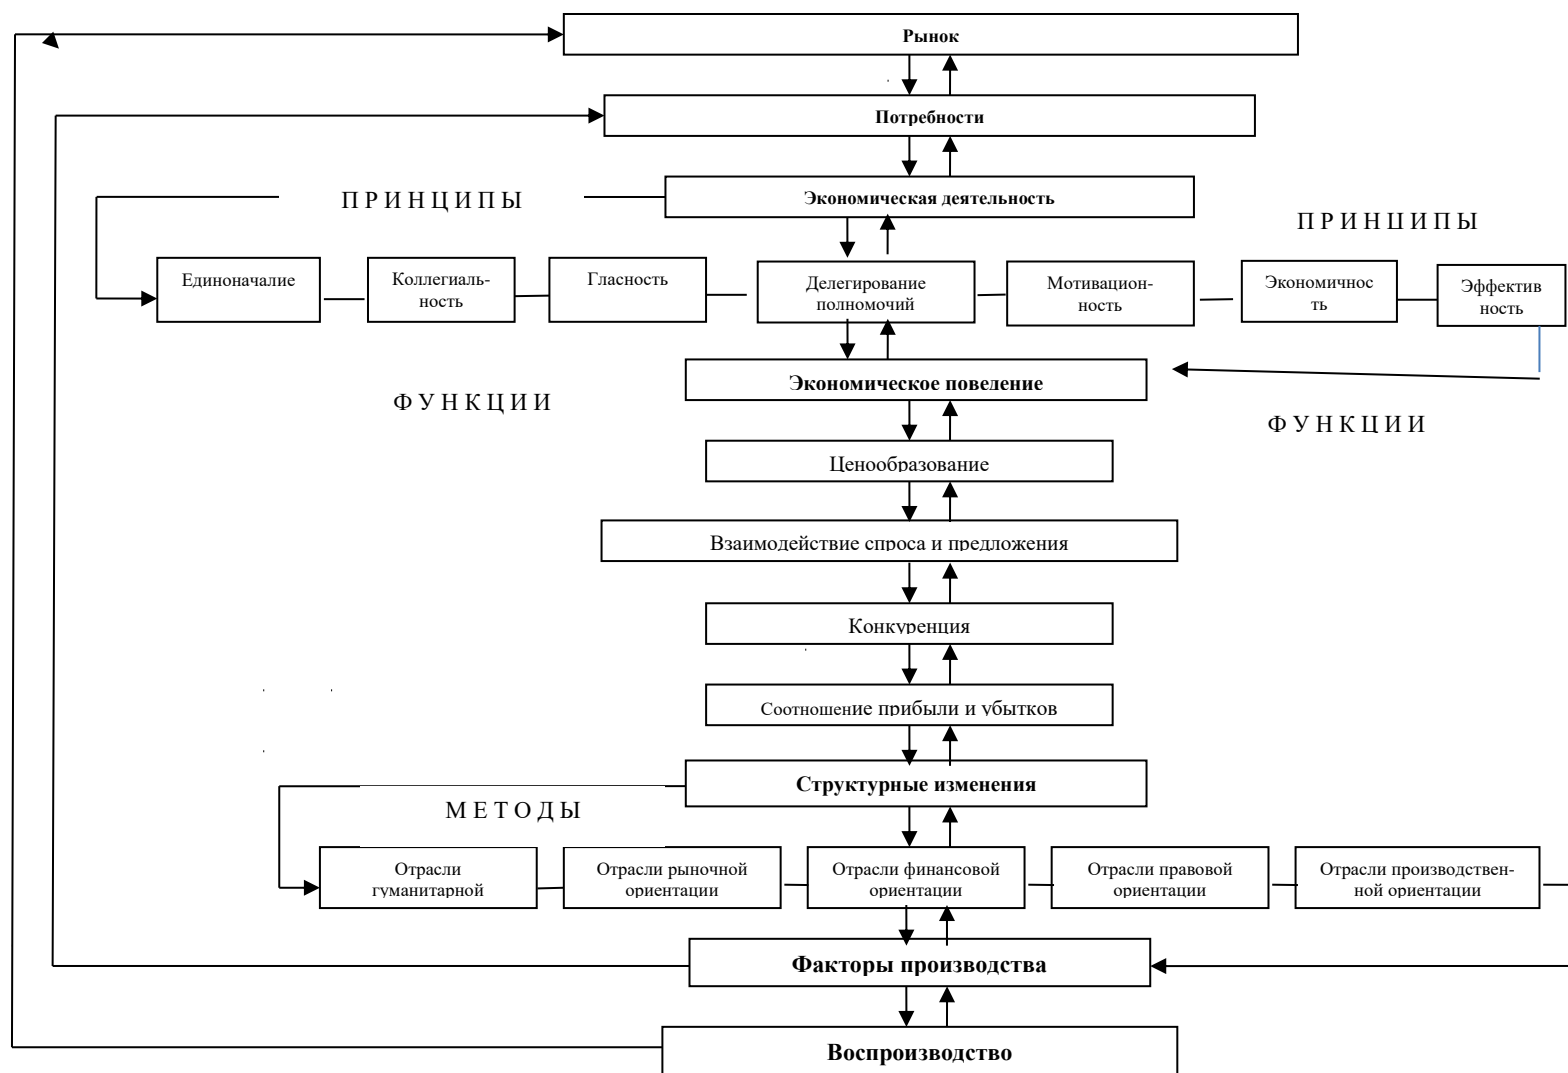 Рынок
Потребности
П Р И Н Ц И П Ы
Экономическая деятельность
П Р И Н Ц И П Ы
Единоначалие
Коллегиаль-
ность
Гласность
Делегирование
полномочий
Мотивацион-
ность
Экономичнос
ть
Эффектив
ность
Экономическое поведение
Ф У Н К Ц И И
Ф У Н К Ц И И
Ценообразование
Взаимодействие спроса и предложения
Конкуренция
Соотношение прибыли и убытков
Структурные изменения
М Е Т О Д Ы
Отрасли
гуманитарной
Отрасли рыночной
ориентации
Отрасли финансовой
ориентации
Отрасли правовой
ориентации
Отрасли производствен-
ной ориентации
Факторы производства
Воспроизводство